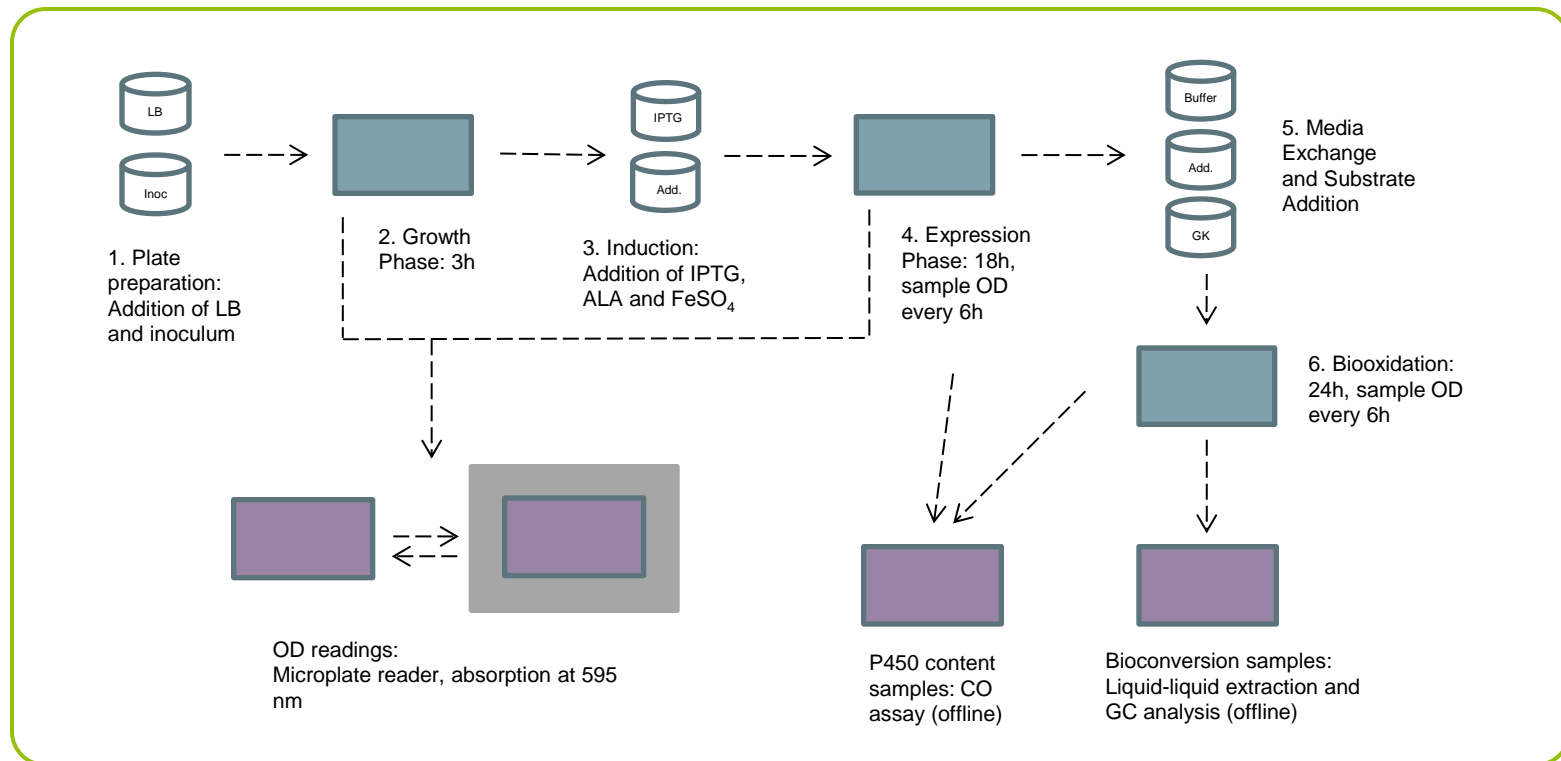 LB
Inoc
1. Plate
preparation:
Addition of LB
and inoculum
2. Growth
Phase: 3h
IPTG
Add.
3. Induction:
Addition of IPTG,
ALA and FeSO₄
4. Expression
Phase: 18h,
sample OD
every 6h
Buffer
Add.
GK
5. Media
Exchange
and Substrate
Addition
6. Biooxidation:
24h, sample OD
every 6h
OD readings:
Microplate reader, absorption at 595
nm
P450 content
samples: CO
assay (offline)
Bioconversion samples:
Liquid-liquid extraction and
GC analysis (offline)